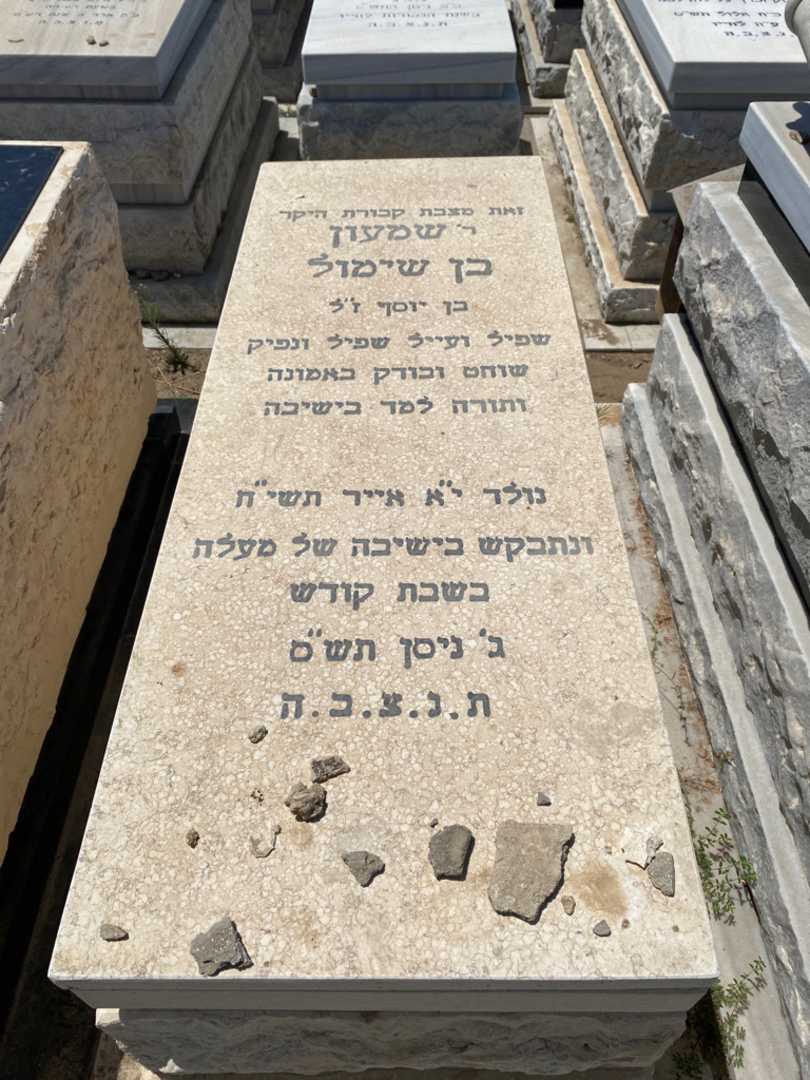 זאת מצבת קבורת היקר
ר' שמעון
בן שימול
בן יוסף ז"ל
שפיל ועייל שפיל ונפיק
שוחט ובודק באמונה
ותורה למד בישיבה
נולד י"א אייר תשי"ח
ונתבקש בישיבה של מעלה
בשבת קודש
ג' ניסן תש"ס
ת.נ.צ.ב.ה
ת.נ.צ.ב.ה
ת.נ.צ.ב.ה
ת.נ.צ.ב.ה